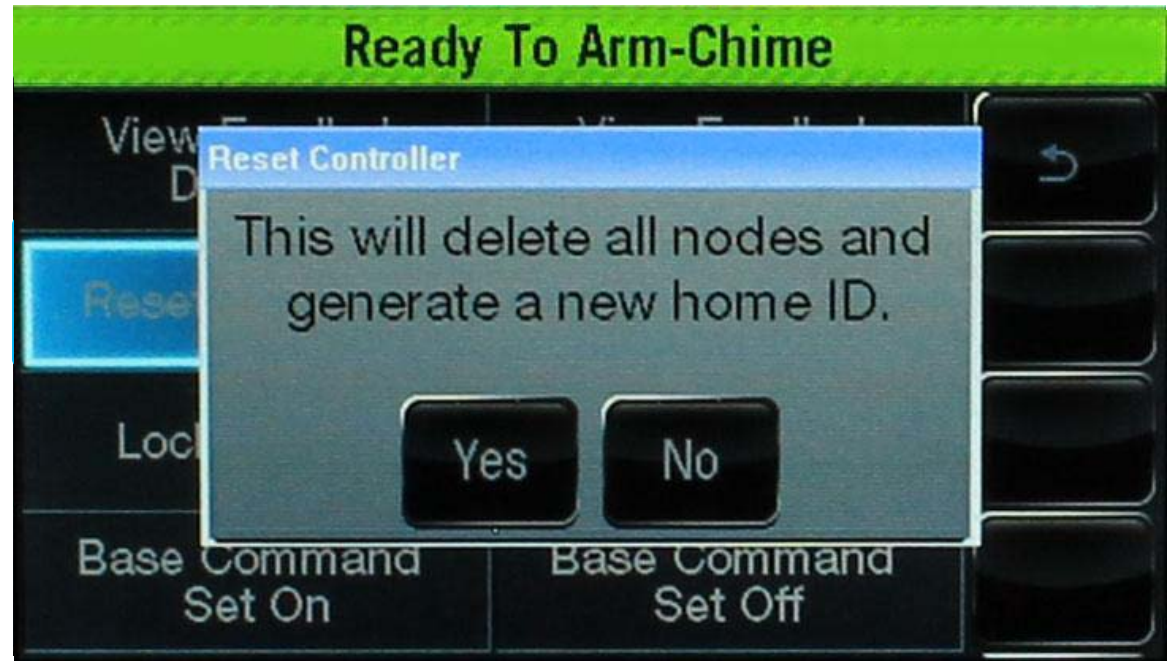 Ready To Arm-Chime
View
Reset Controller
This will delete all nodes and
generate a new home ID.
Yes
No
Base Command
Set On
Base Command
Set Off